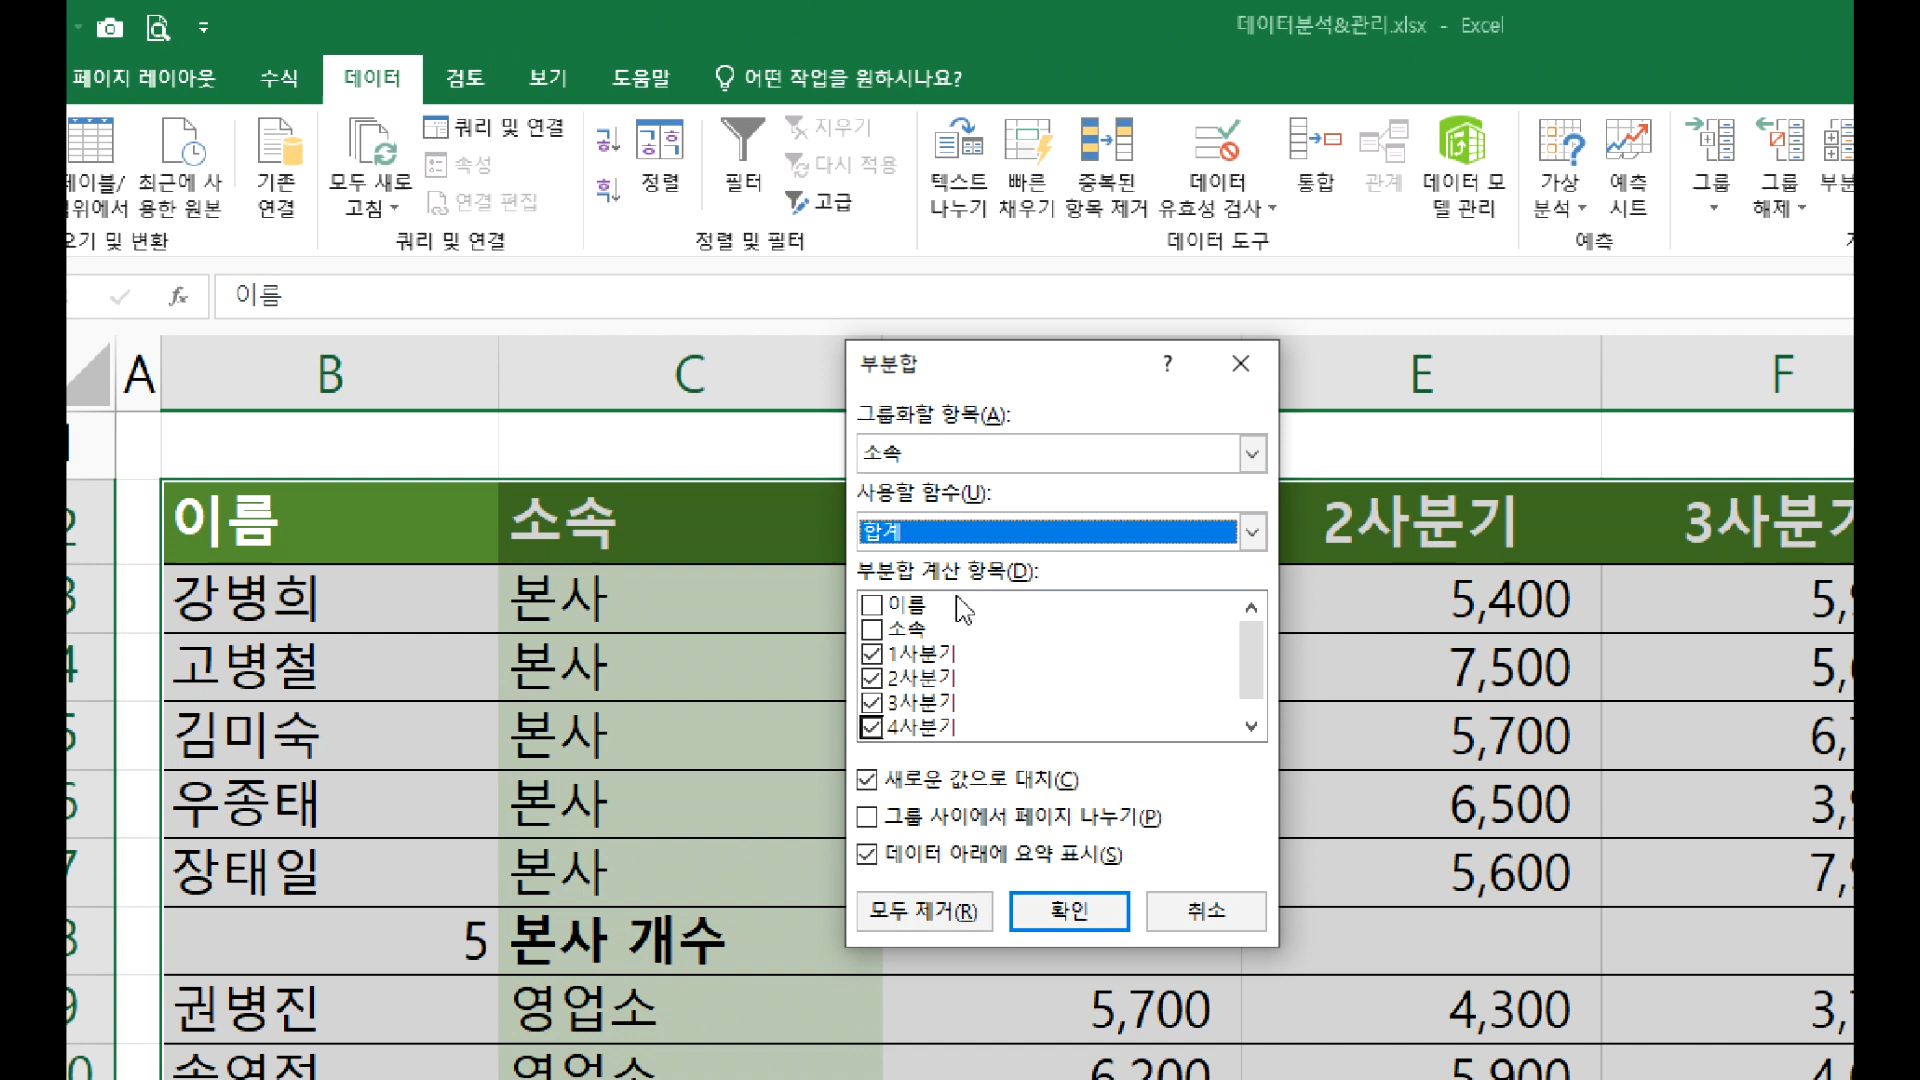 데이터분석&관리.xlsx - Excel
페이지 레이아웃 수식 데이터 검토 보기 도움말 어떤 작업을 원하시나요?
쿼리 및 연결 지우기
속성 다시 적용
연결 편집 고급
최근에 사 기존 모두 새로 정렬 필터 텍스트 빠른 중복된 데이터 통합 관계 데이터 모 가상 예측 그룹 그룹
용한 원본 연결 고침 나누기 채우기 항목 제거 유효성 검사 델 관리 분석 시트 해제
및 변환 쿼리 및 연결 정렬 및 필터 데이터 도구 예측
fx 이름
A B C E F
부분합 ?
그룹화할 항목(A):
소속
사용할 함수(U):
합계
부분합 계산 항목(D):
이름
소속
1사분기
2사분기
3사분기
4사분기
새로운 값으로 대치(C)
그룹 사이에서 페이지 나누기(P)
데이터 아래에 요약 표시(S)
모두 제거(R) 확인 취소
이름 소속 2사분기
강병희 본사 5,400
고병철 본사 7,500
김미숙 본사 5,700
우종태 본사 6,500
장태일 본사 5,600
5 본사 개수
권병진 영업소 5,700 4,300